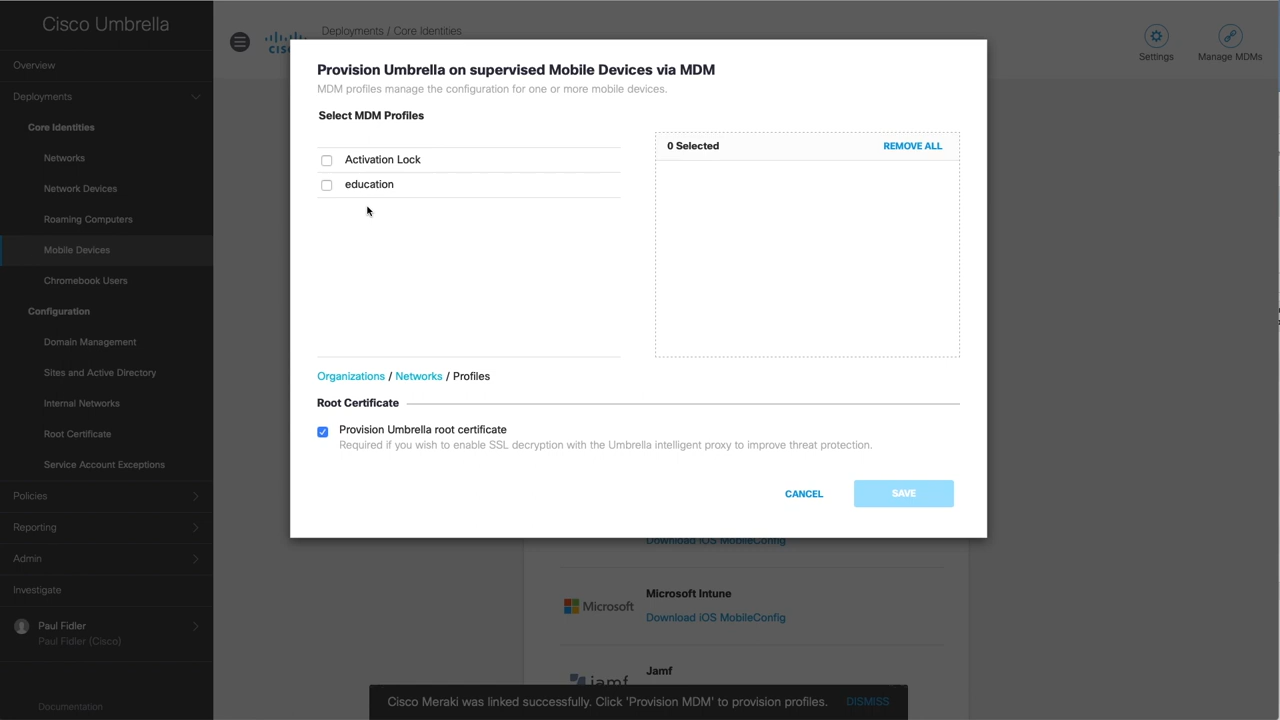 Cisco Umbrella
Overview
Deployments
Core Identities
Networks
Network Devices
Roaming Computers
Mobile Devices
Chromebook Users
Configuration
Domain Management
Sites and Active Directory
Internal Networks
Root Certificate
Service Account Exceptions
Policies
Reporting
Admin
Investigate
Paul Fidler
Paul Fidler (Cisco)
Documentation
Deployments / Core Identities
Settings
Manage MDMs
Provision Umbrella on supervised Mobile Devices via MDM
MDM profiles manage the configuration for one or more mobile devices.
Select MDM Profiles
Activation Lock
education
0 Selected REMOVE ALL
Organizations / Networks / Profiles
Root Certificate
Provision Umbrella root certificate
Required if you wish to enable SSL decryption with the Umbrella intelligent proxy to improve threat protection.
CANCEL SAVE
Download iOS MobileConfig
Microsoft
Microsoft Intune
Download iOS MobileConfig
jamf
Jamf
Cisco Meraki was linked successfully. Click 'Provision MDM' to provision profiles. DISMISS